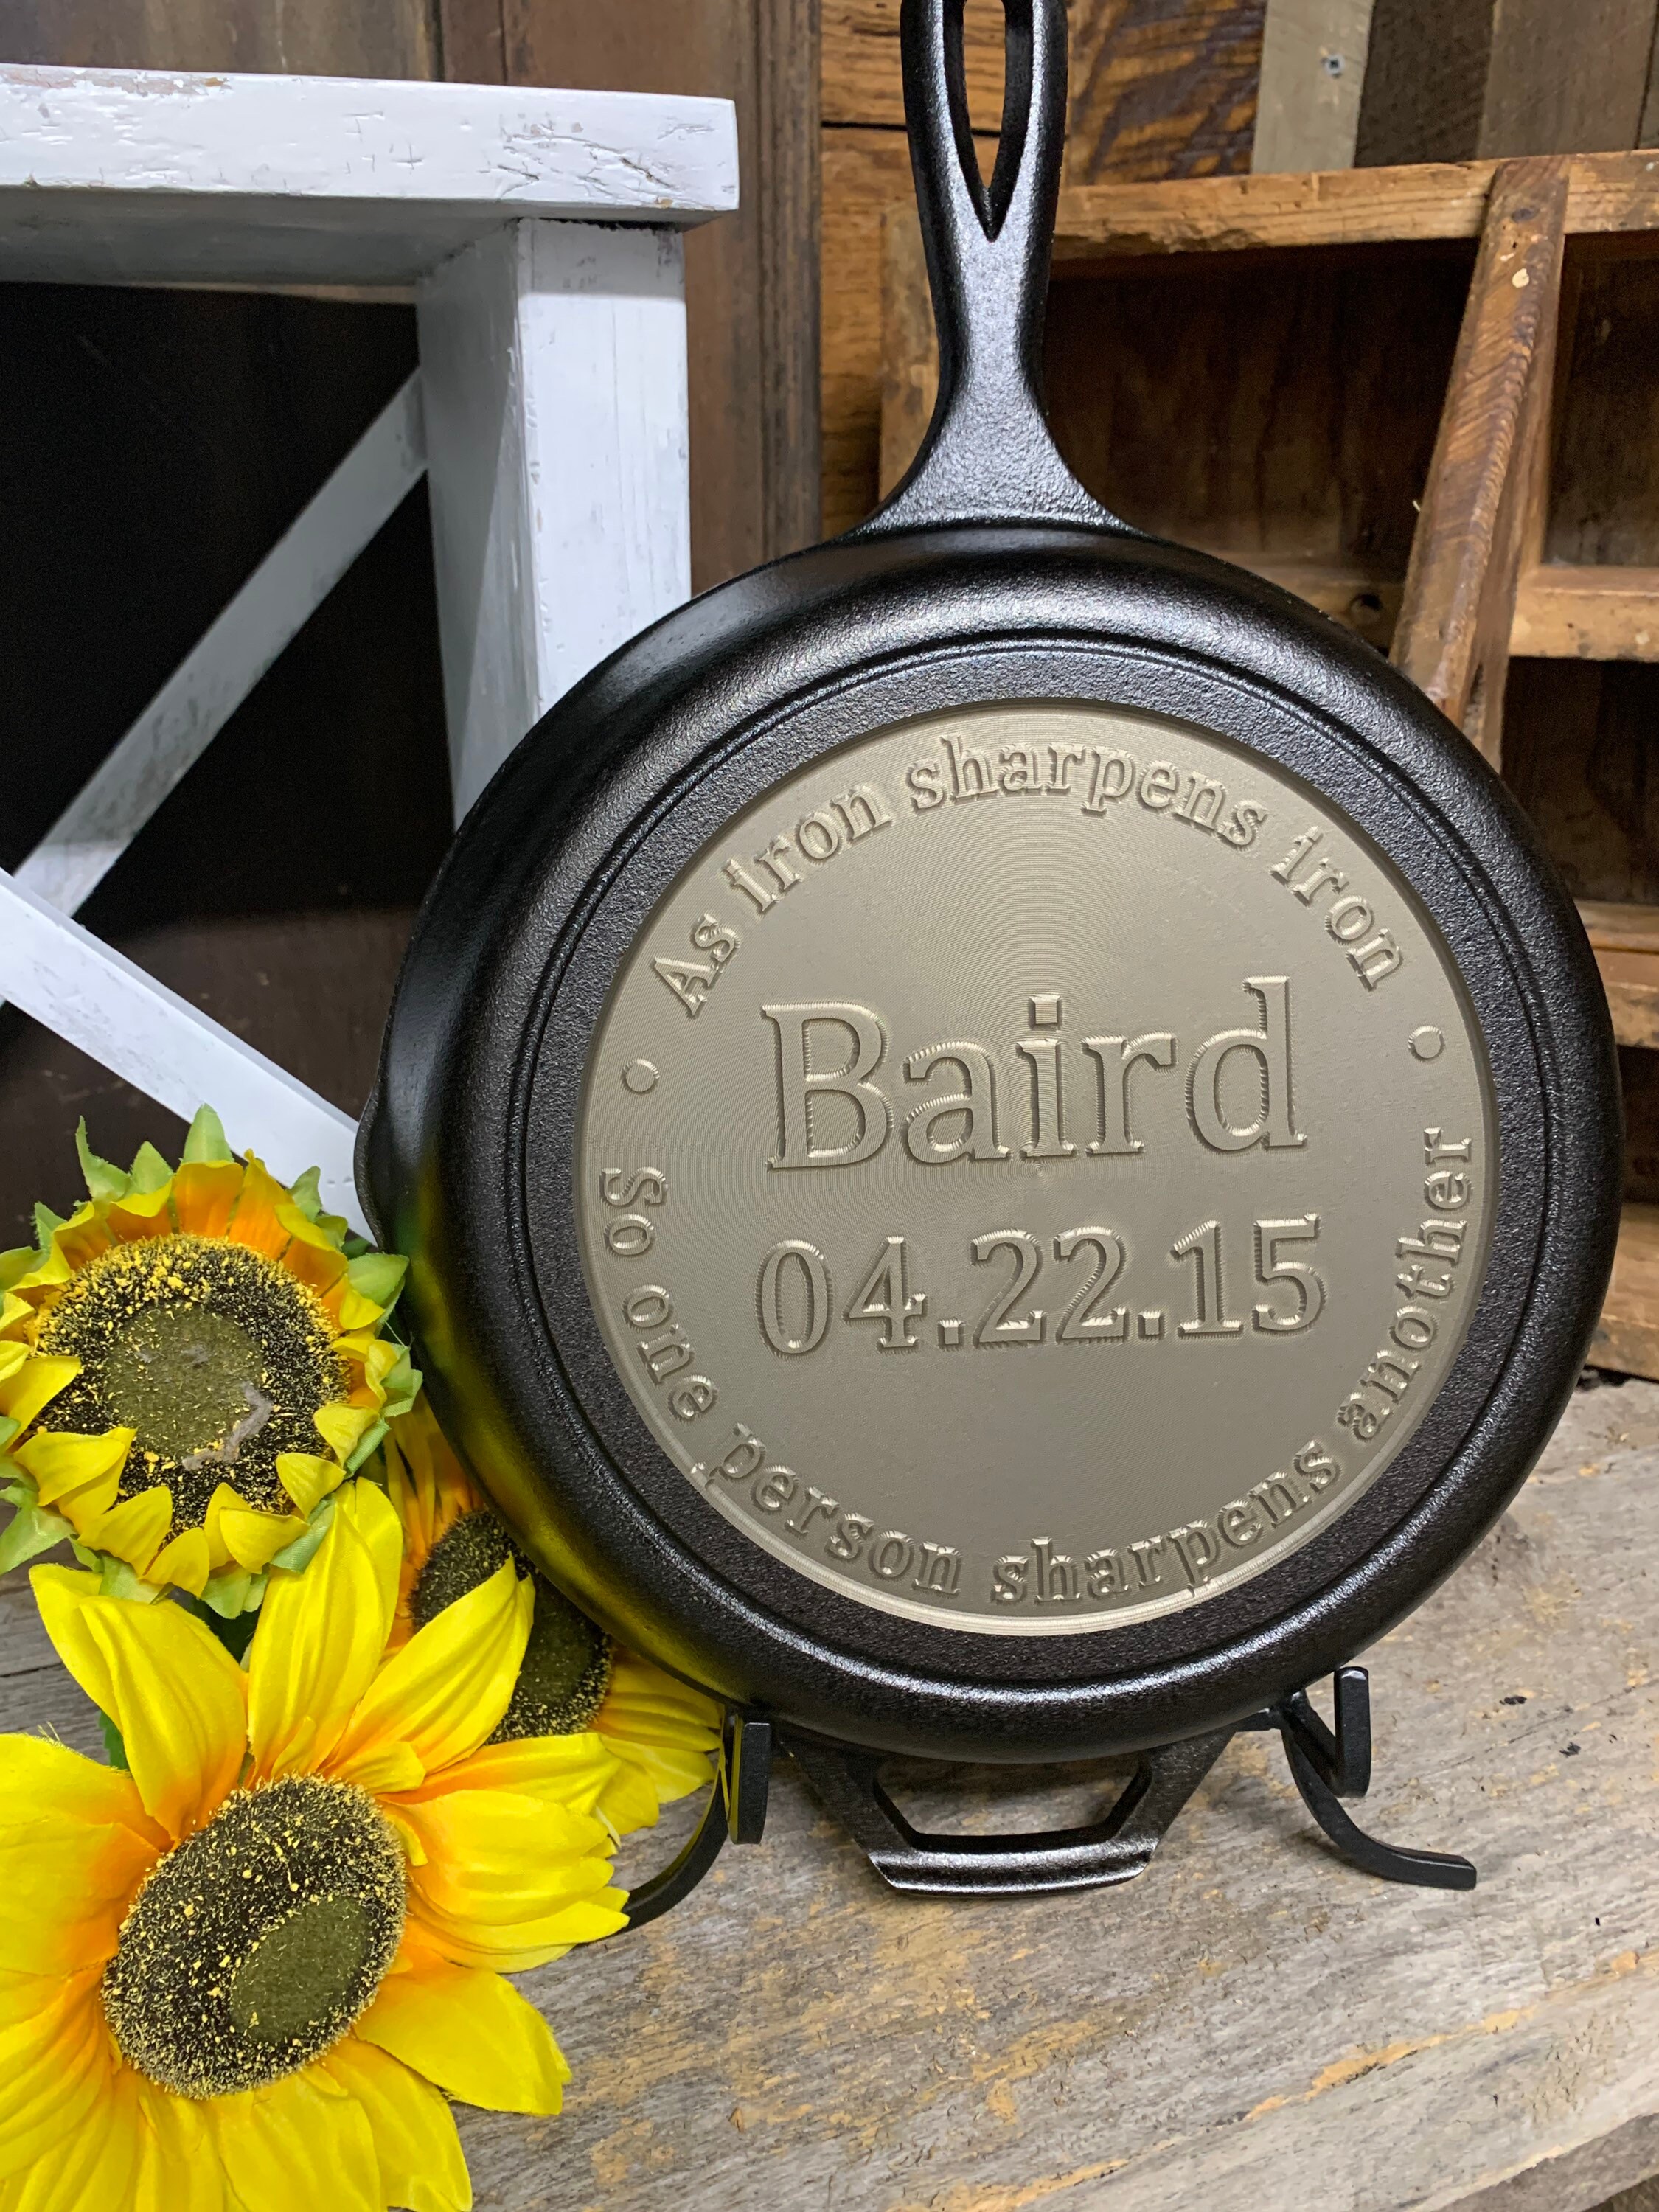 As iron sharpens iron
Baird
04.22.15
So one person sharpens another